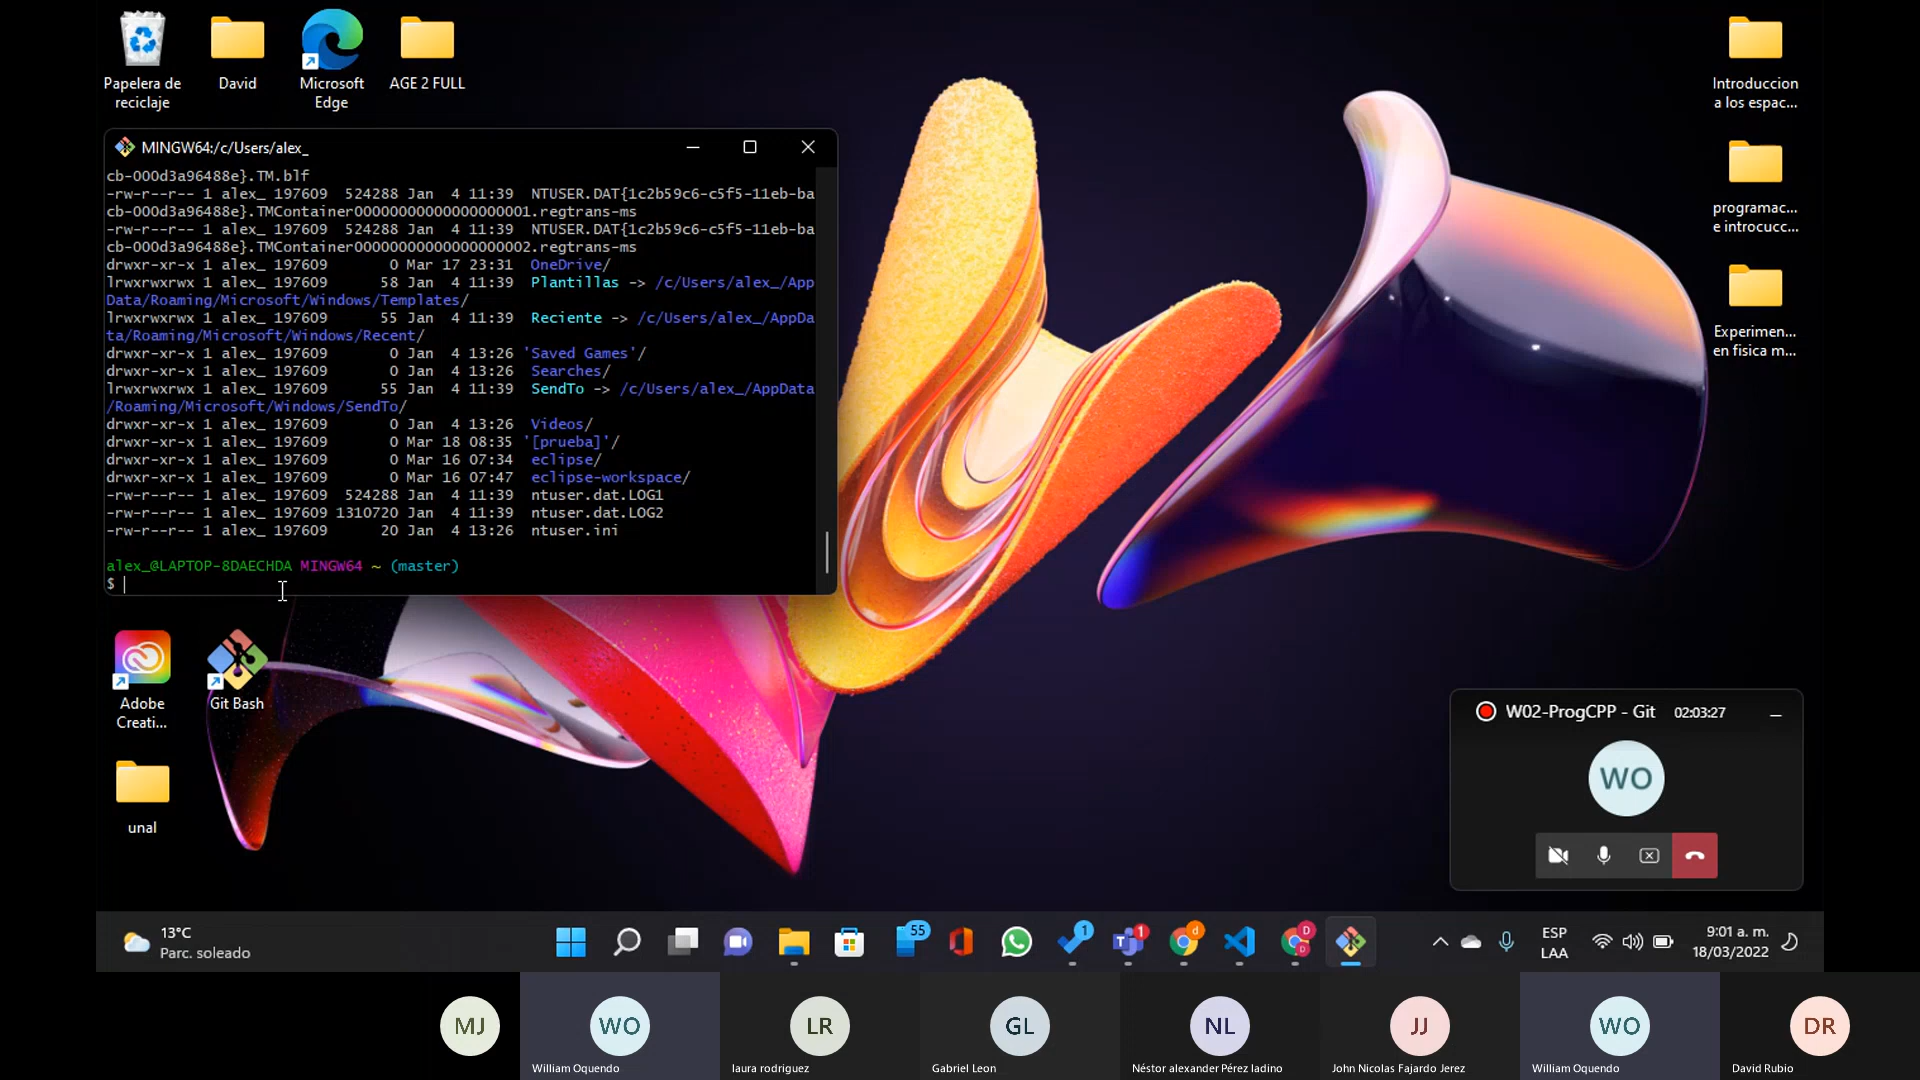 Papelera de
reciclaje
David
Microsoft
Edge
AGE 2 FULL
Introduccion
a los espac...
programac...
e introcucc...
Experimen...
en fisica m...
MINGW64:/c/Users/alex_
cb-000d3a96488e}.TM.blf
-rw-r--r-- 1 alex_ 197609  524288 Jan  4 11:39  NTUSER.DAT{1c2b59c6-c5f5-11eb-ba
cb-000d3a96488e}.TMContainer00000000000000000001.regtrans-ms
-rw-r--r-- 1 alex_ 197609  524288 Jan  4 11:39  NTUSER.DAT{1c2b59c6-c5f5-11eb-ba
cb-000d3a96488e}.TMContainer00000000000000000002.regtrans-ms
drwxr-xr-x 1 alex_ 197609       0 Mar 17 23:31  OneDrive/
lrwxrwxrwx 1 alex_ 197609      58 Jan  4 11:39  Plantillas -> /c/Users/alex_/App
Data/Roaming/Microsoft/Windows/Templates/
lrwxrwxrwx 1 alex_ 197609      55 Jan  4 11:39  Reciente -> /c/Users/alex_/AppDa
ta/Roaming/Microsoft/Windows/Recent/
drwxr-xr-x 1 alex_ 197609       0 Jan  4 13:26 'Saved Games'/
drwxr-xr-x 1 alex_ 197609       0 Jan  4 13:26  Searches/
lrwxrwxrwx 1 alex_ 197609      55 Jan  4 11:39  SendTo -> /c/Users/alex_/AppData
/Roaming/Microsoft/Windows/SendTo/
drwxr-xr-x 1 alex_ 197609       0 Jan  4 13:26  Videos/
drwxr-xr-x 1 alex_ 197609       0 Mar 18 08:35 '[prueba]'/
drwxr-xr-x 1 alex_ 197609       0 Mar 16 07:34  eclipse/
drwxr-xr-x 1 alex_ 197609       0 Mar 16 07:47  eclipse-workspace/
-rw-r--r-- 1 alex_ 197609  524288 Jan  4 11:39  ntuser.dat.LOG1
-rw-r--r-- 1 alex_ 197609 1310720 Jan  4 11:39  ntuser.dat.LOG2
-rw-r--r-- 1 alex_ 197609      20 Jan  4 13:26  ntuser.ini
alex_@LAPTOP-8DAECHDA MINGW64 ~ (master)
$
Adobe
Creati...
Git Bash
unal
W02-ProgCPP - Git 02:03:27
WO
13°C
Parc. soleado
55
1
1
d
D
D
ESP
LAA
9:01 a. m.
18/03/2022
MJ
WO
William Oquendo
LR
laura rodriguez
GL
Gabriel Leon
NL
Néstor alexander Pérez ladino
JJ
John Nicolas Fajardo Jerez
WO
William Oquendo
DR
David Rubio